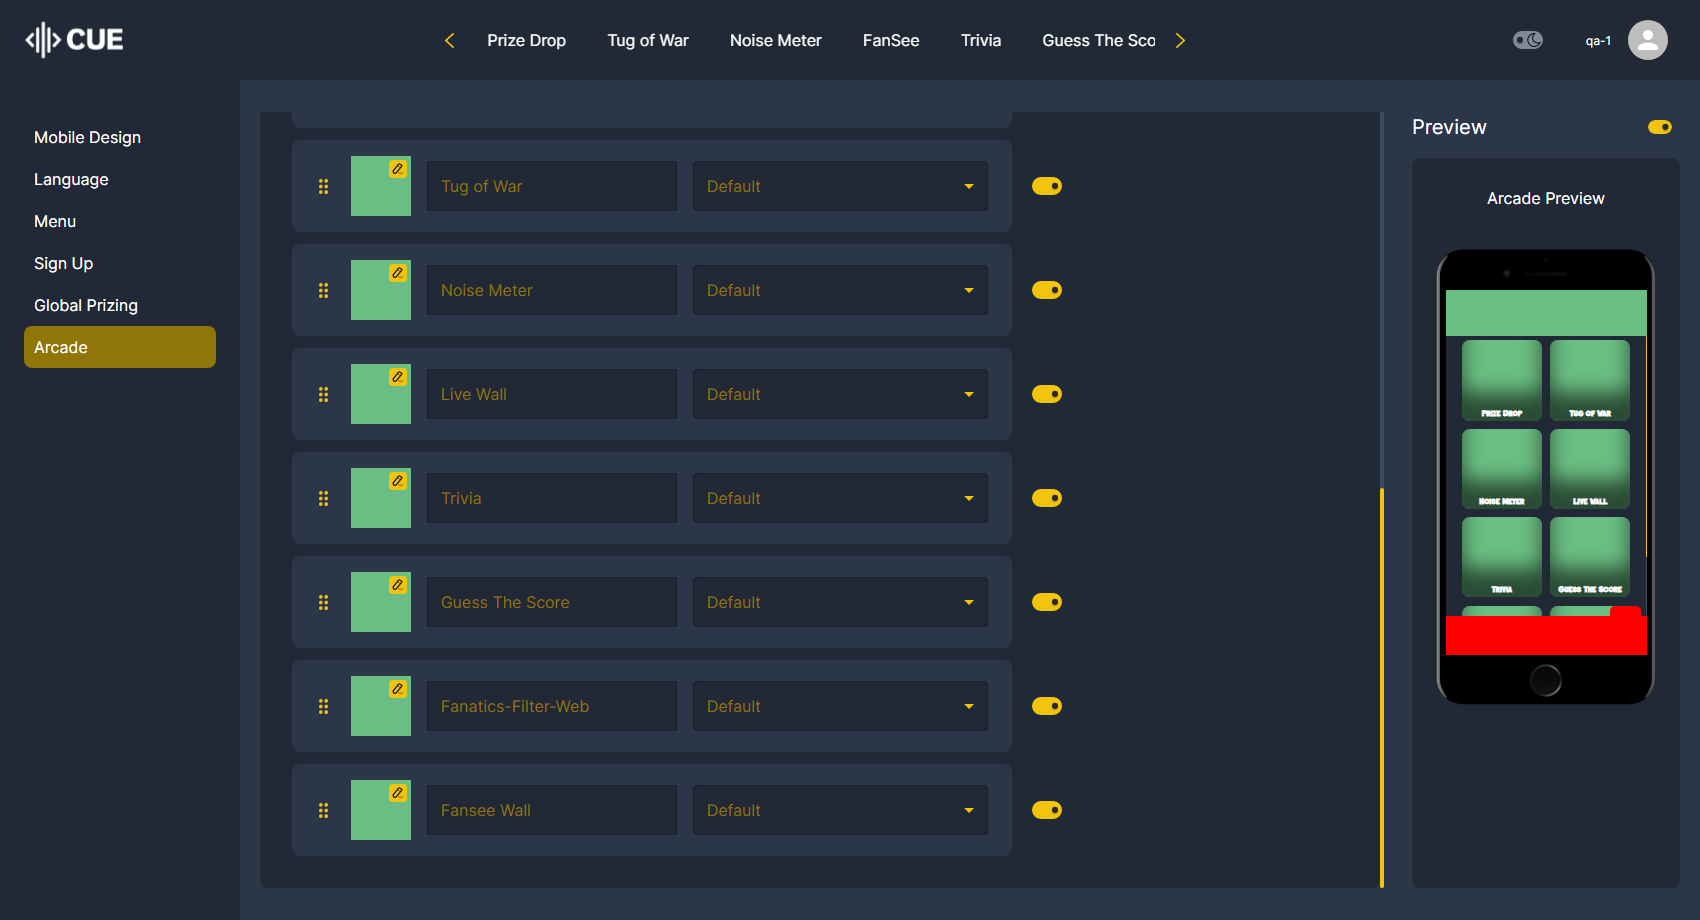 CUE
Prize Drop
Tug of War
Noise Meter
FanSee
Trivia
Guess The Sco
qa-1
Mobile Design
Language
Menu
Sign Up
Global Prizing
Arcade
Tug of War
Default
Noise Meter
Default
Live Wall
Default
Trivia
Default
Guess The Score
Default
Fanatics-Filter-Web
Default
Fansee Wall
Default
Preview
Arcade Preview
Prize Drop
Tug of War
Noise Meter
Live Wall
Trivia
Guess The Score